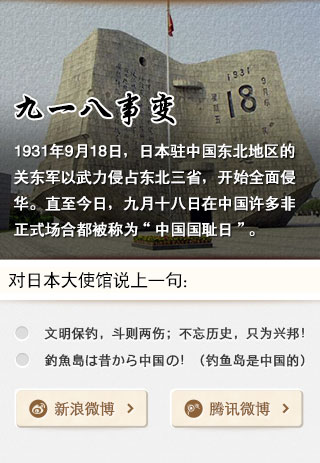 1931
9月
18
九一八事变
1931年9月18日，日本驻中国东北地区的
关东军以武力侵占东北三省，开始全面侵
华。直至今日，九月十八日在中国许多非
正式场合都被称为“中国国耻日”。
对日本大使馆说上一句:
文明保钓，斗则两伤；不忘历史，只为兴邦！
釣魚島は昔から中国の！（钓鱼岛是中国的）
新浪微博
腾讯微博